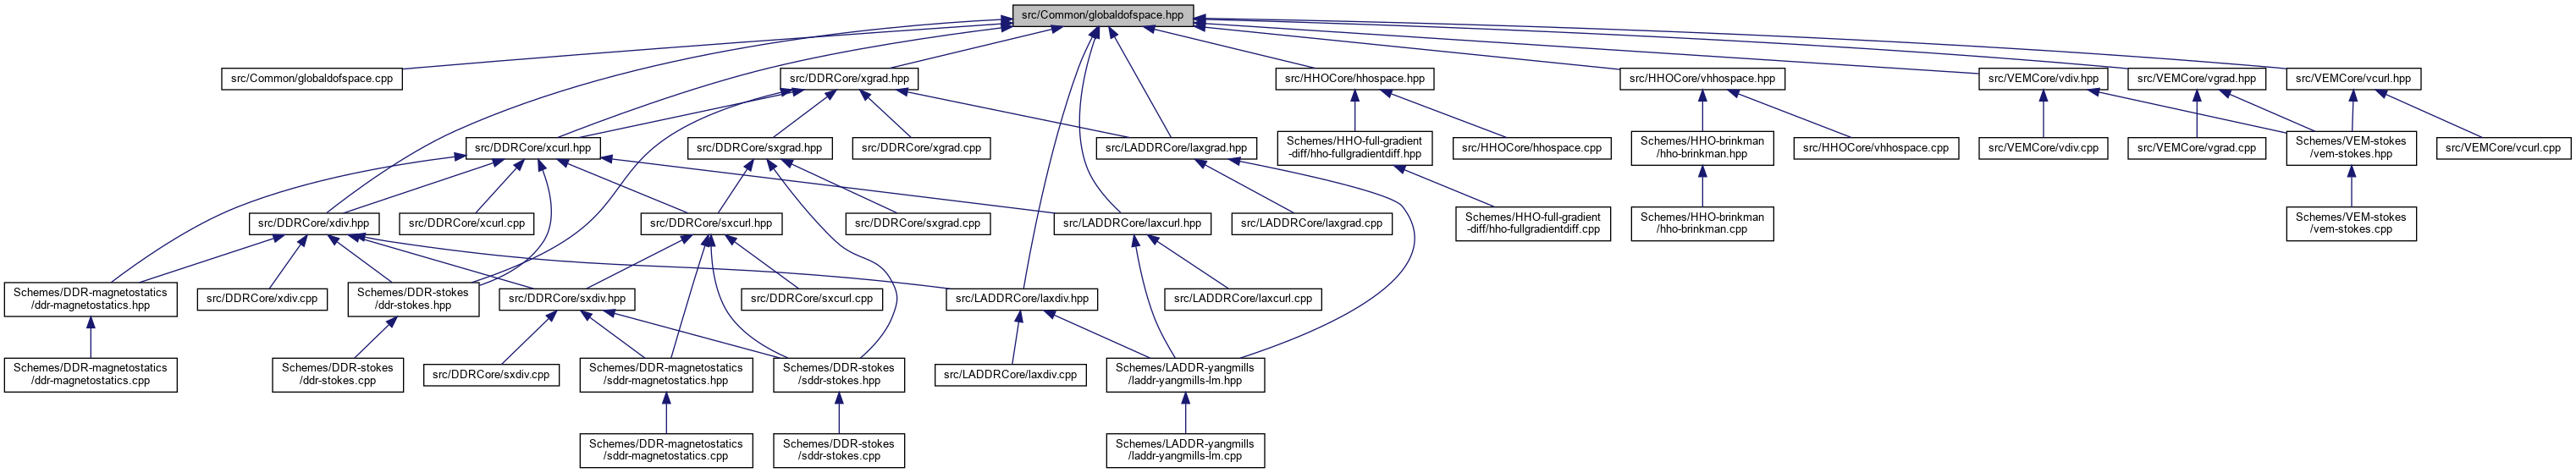 src/Common/globaldofspace.hpp
src/Common/globaldofspace.cpp
src/DDRCore/xgrad.hpp
src/HHOCore/hhospace.hpp
src/HHOCore/vhhospace.hpp
src/VEMCore/vdiv.hpp
src/VEMCore/vgrad.hpp
src/VEMCore/vcurl.hpp
src/DDRCore/xcurl.hpp
src/DDRCore/sxgrad.hpp
src/DDRCore/xgrad.cpp
src/LADDRCore/laxgrad.hpp
Schemes/HHO-full-gradient
-diff/hho-fullgradientdiff.hpp
src/HHOCore/hhospace.cpp
Schemes/HHO-brinkman
/hho-brinkman.hpp
src/HHOCore/vhhospace.cpp
src/VEMCore/vdiv.cpp
src/VEMCore/vgrad.cpp
Schemes/VEM-stokes
/vem-stokes.hpp
src/VEMCore/vcurl.cpp
src/DDRCore/xdiv.hpp
src/DDRCore/xcurl.cpp
src/DDRCore/sxcurl.hpp
src/DDRCore/sxgrad.cpp
src/LADDRCore/laxcurl.hpp
src/LADDRCore/laxgrad.cpp
Schemes/HHO-full-gradient
-diff/hho-fullgradientdiff.cpp
Schemes/HHO-brinkman
/hho-brinkman.cpp
Schemes/VEM-stokes
/vem-stokes.cpp
Schemes/DDR-magnetostatics
/ddr-magnetostatics.hpp
src/DDRCore/xdiv.cpp
Schemes/DDR-stokes
/ddr-stokes.hpp
src/DDRCore/sxdiv.hpp
src/DDRCore/sxcurl.cpp
src/LADDRCore/laxdiv.hpp
src/LADDRCore/laxcurl.cpp
Schemes/DDR-magnetostatics
/ddr-magnetostatics.cpp
Schemes/DDR-stokes
/ddr-stokes.cpp
src/DDRCore/sxdiv.cpp
Schemes/DDR-magnetostatics
/sddr-magnetostatics.hpp
Schemes/DDR-stokes
/sddr-stokes.hpp
src/LADDRCore/laxdiv.cpp
Schemes/LADDR-yangmills
/laddr-yangmills-lm.hpp
Schemes/DDR-magnetostatics
/sddr-magnetostatics.cpp
Schemes/DDR-stokes
/sddr-stokes.cpp
Schemes/LADDR-yangmills
/laddr-yangmills-lm.cpp